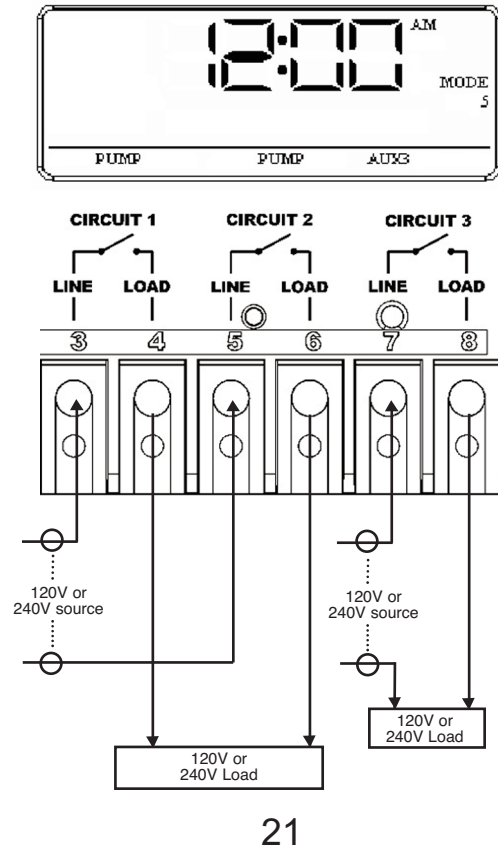 12:00 AM
MODE
5
PUMP PUMP AUX3
CIRCUIT 1 CIRCUIT 2 CIRCUIT 3
LINE LOAD LINE LOAD LINE LOAD
3 4 5 6 7 8
120V or
240V source
120V or
240V source
120V or
240V Load
120V or
240V Load
21